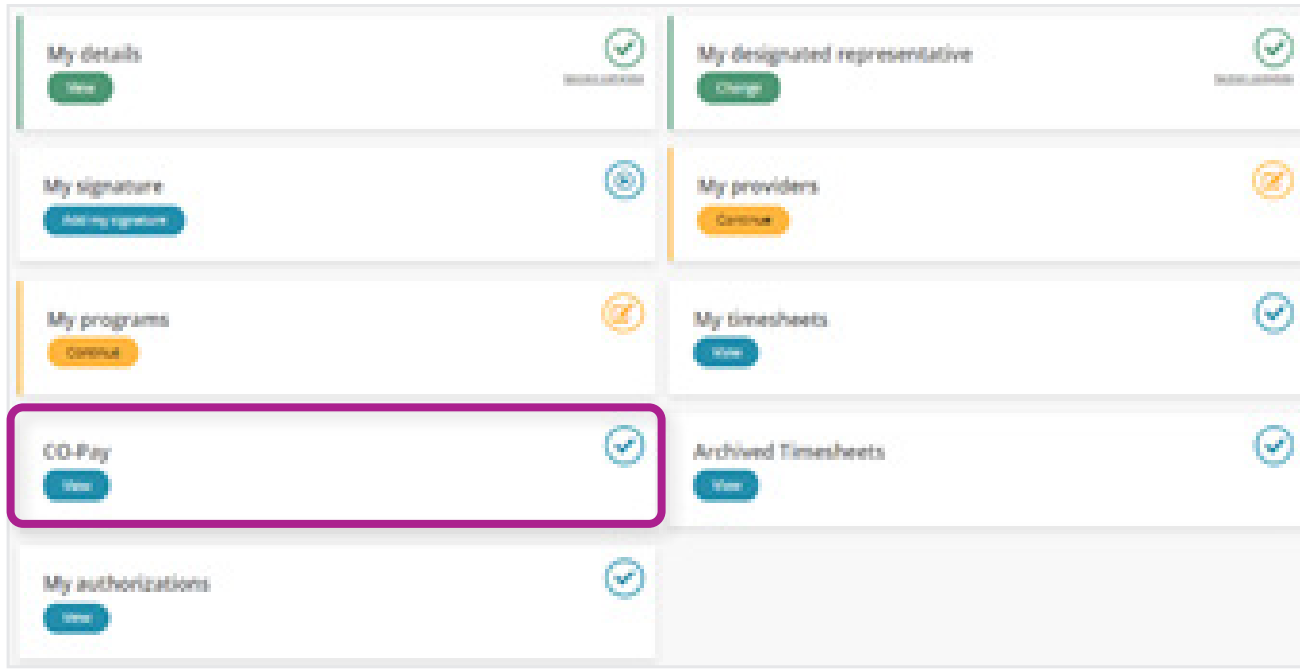 My details
View
My designated representative
Change
My signature
Add my signature
My providers
Continue
My programs
Continue
My timesheets
View
CO-Pay
View
Archived Timesheets
View
My authorizations
View